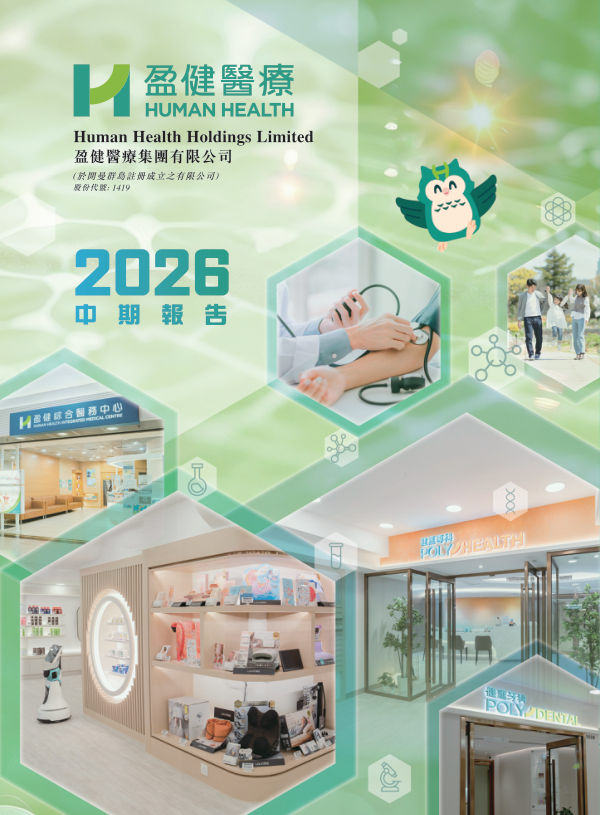 盈健醫療
HUMAN HEALTH
Human Health Holdings Limited
盈健醫療集團有限公司
(於開曼群島註冊成立之有限公司)
股份代號: 1419
2026
中期報告
盈健綜合醫務中心
HUMAN HEALTH INTEGRATED MEDICAL CENTRE
POLY HEALTH
POLY DENTAL